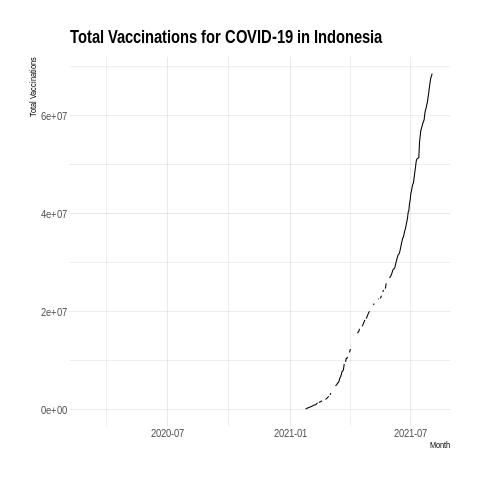 Total Vaccinations for COVID-19 in Indonesia
Total Vaccinations
6e+07
4e+07
2e+07
0e+00
2020-07
2021-01
2021-07
Month